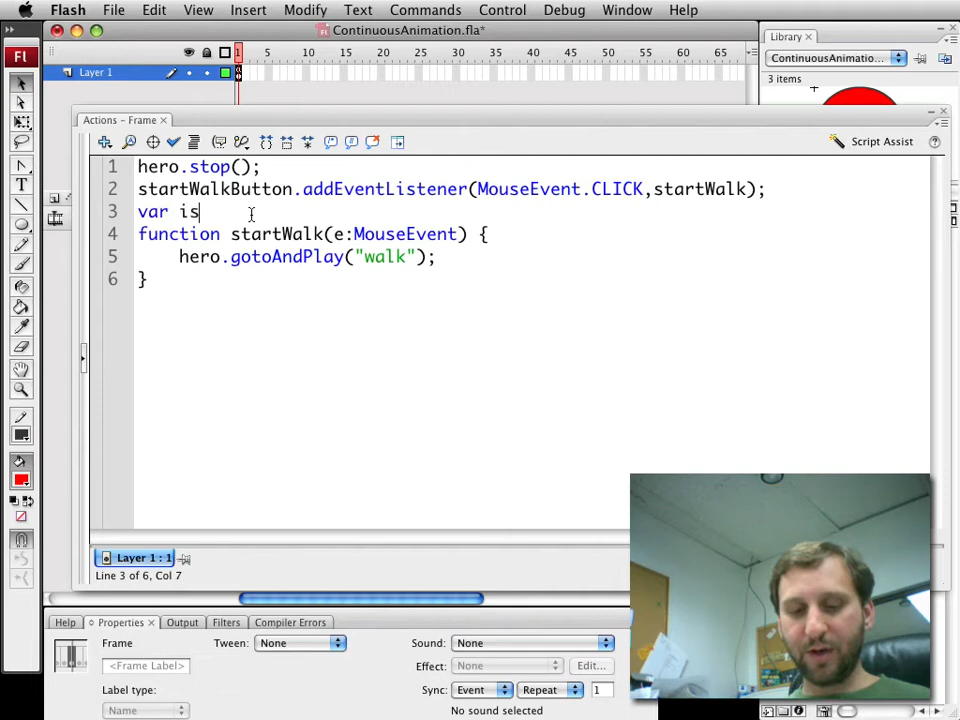 Flash File Edit View Insert Modify Text Commands Control Debug Window Help
ContinuousAnimation.fla*
Library ×
1 5 10 15 20 25 30 35 40 45 50 55 60 65
Layer 1
ContinuousAnimatio...
3 items
Fl
Actions - Frame ×
Script Assist
1 hero.stop();
2 startWalkButton.addEventListener(MouseEvent.CLICK,startWalk);
3 var is
4 function startWalk(e:MouseEvent) {
5 hero.gotoAndPlay("walk");
6 }
Layer 1 : 1
Line 3 of 6, Col 7
Help Properties × Output Filters Compiler Errors
Frame
Tween: None
Sound: None
<Frame Label>
Effect: None Edit...
Label type:
Sync: Event Repeat 1
Name
No sound selected